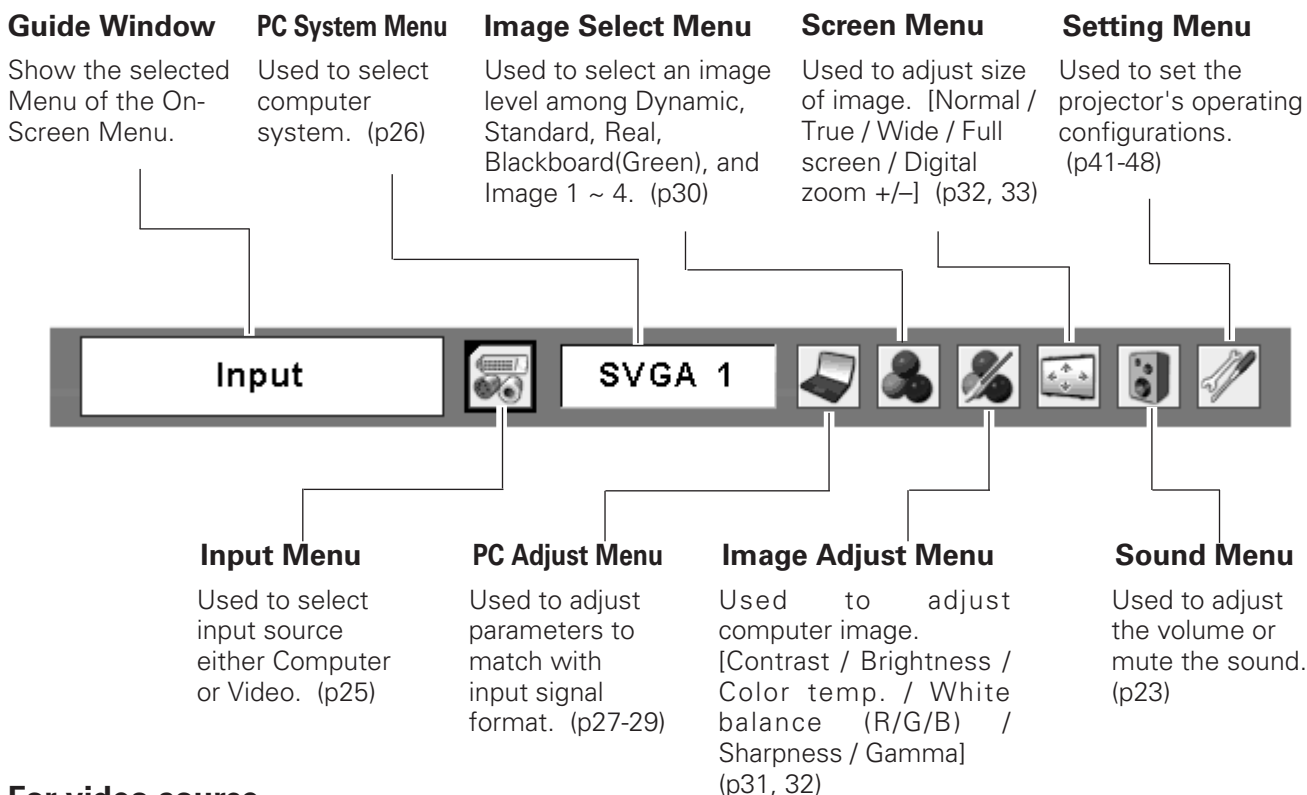 Guide Window
Show the selected
Menu of the On-
Screen Menu.
PC System Menu
Used to select
computer
system. (p26)
Image Select Menu
Used to select an image
level among Dynamic,
Standard, Real,
Blackboard(Green), and
Image 1 ~ 4. (p30)
Screen Menu
Used to adjust size
of image. [Normal /
True / Wide / Full
screen / Digital
zoom +/–] (p32, 33)
Setting Menu
Used to set the
projector's operating
configurations.
(p41-48)
Input
SVGA 1
Input Menu
Used to select
input source
either Computer
or Video. (p25)
PC Adjust Menu
Used to adjust
parameters to
match with
input signal
format. (p27-29)
Image Adjust Menu
Used to adjust
computer image.
[Contrast / Brightness /
Color temp. / White
balance (R/G/B) /
Sharpness / Gamma]
(p31, 32)
Sound Menu
Used to adjust
the volume or
mute the sound.
(p23)
For video source